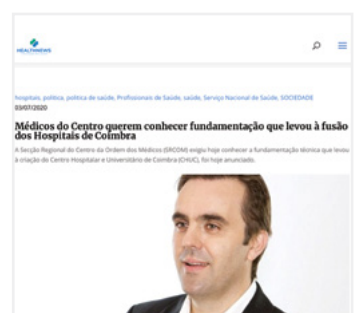 HEALTHNEWS
hospitais, política, política de saúde, Profissionais de Saúde, saúde, Serviço Nacional de Saúde, SOCIEDADE
03/07/2020
Médicos do Centro querem conhecer fundamentação que levou à fusão
dos Hospitais de Coimbra
A Secção Regional do Centro da Ordem dos Médicos (SRCOM) exigiu hoje conhecer a fundamentação técnica que levou
à criação do Centro Hospitalar e Universitário de Coimbra (CHUC), foi hoje anunciado.